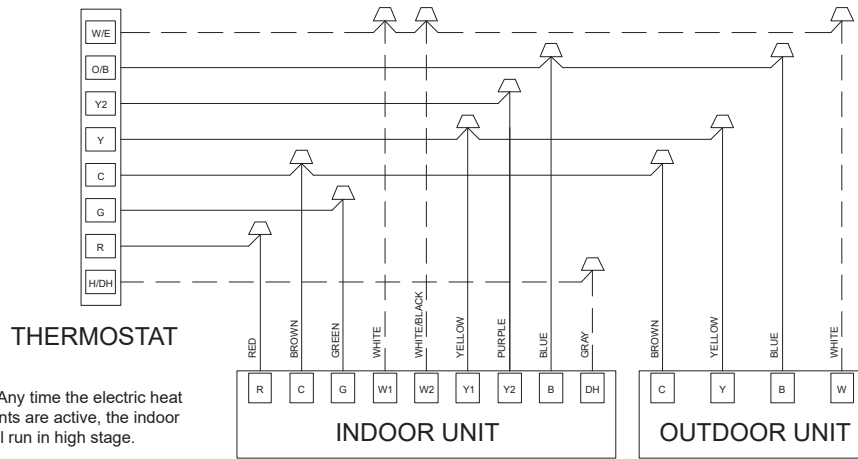 W/E
O/B
Y2
Y
C
G
R
H/DH
THERMOSTAT
RED
BROWN
GREEN
WHITE
WHITE/BLACK
YELLOW
PURPLE
BLUE
GRAY
BROWN
YELLOW
BLUE
WHITE
R C G W1 W2 Y1 Y2 B DH
C Y B W
INDOOR UNIT
OUTDOOR UNIT
Any time the electric heat
nts are active, the indoor
l run in high stage.